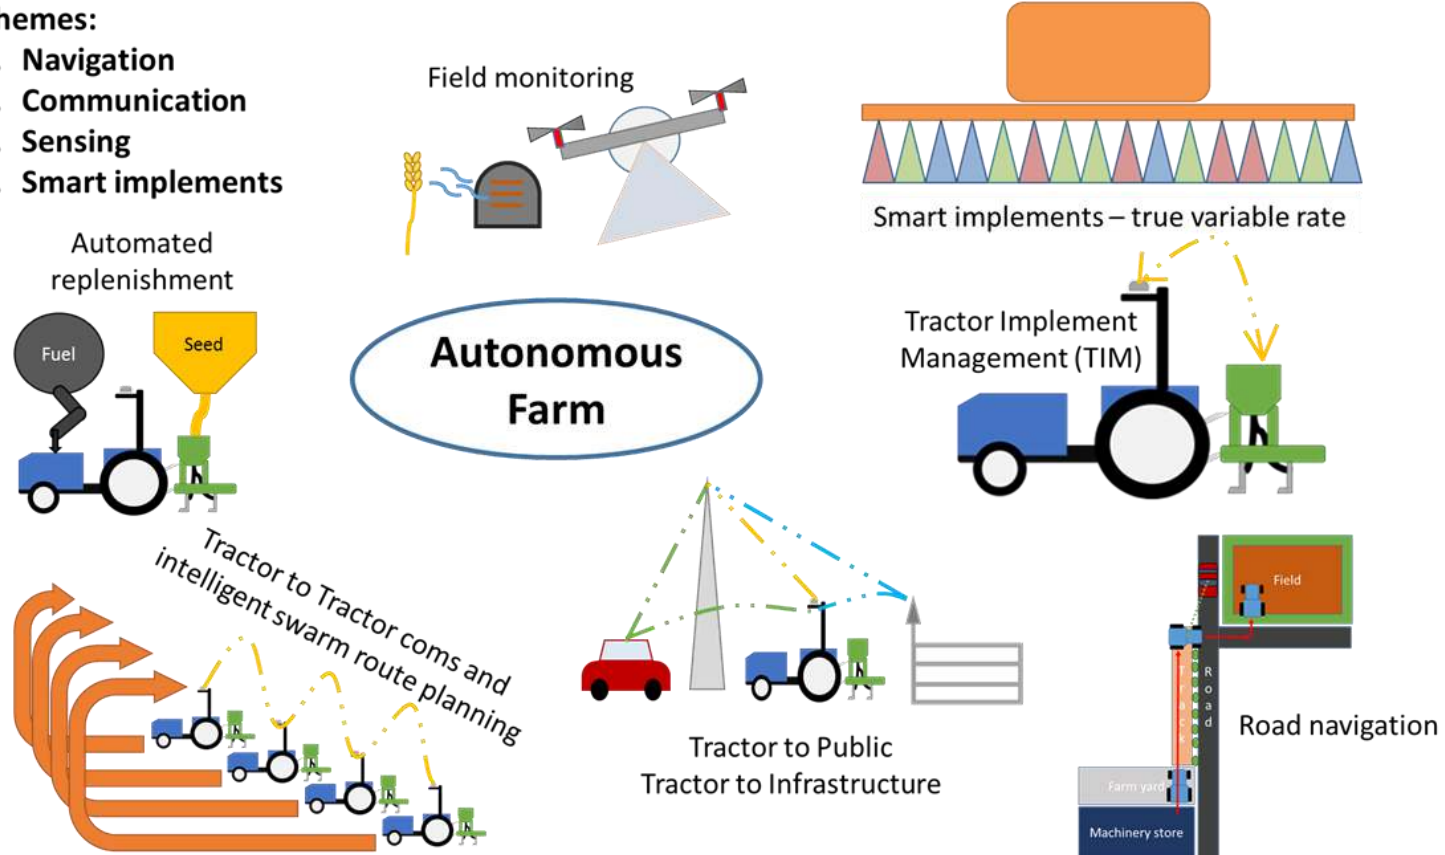 hemes:
Navigation
Communication
Sensing
Smart implements
Field monitoring
Smart implements – true variable rate
Automated
replenishment
Fuel
Seed
Autonomous
Farm
Tractor Implement
Management (TIM)
Tractor to Tractor coms and
intelligent swarm route planning
Tractor to Public
Tractor to Infrastructure
Field
Track
Road
Road navigation
Farm yard
Machinery store